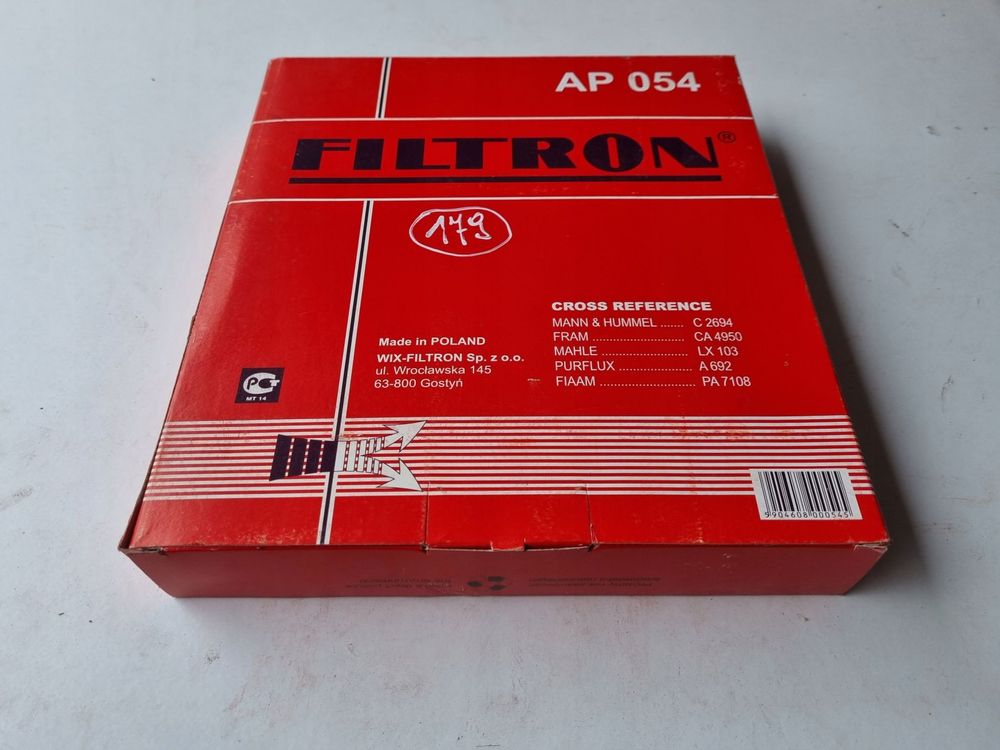 AP 054
FILTRON®
179
CROSS REFERENCE
MANN & HUMMEL ....... C 2694
FRAM ......................... CA 4950
MAHLE ........................ LX 103
PURFLUX .................... A 692
FIAAM .......................... PA 7108
Made in POLAND
WIX-FILTRON Sp. z o.o.
ul. Wrocławska 145
63-800 Gostyń
PCT
MT 14
5904608000545